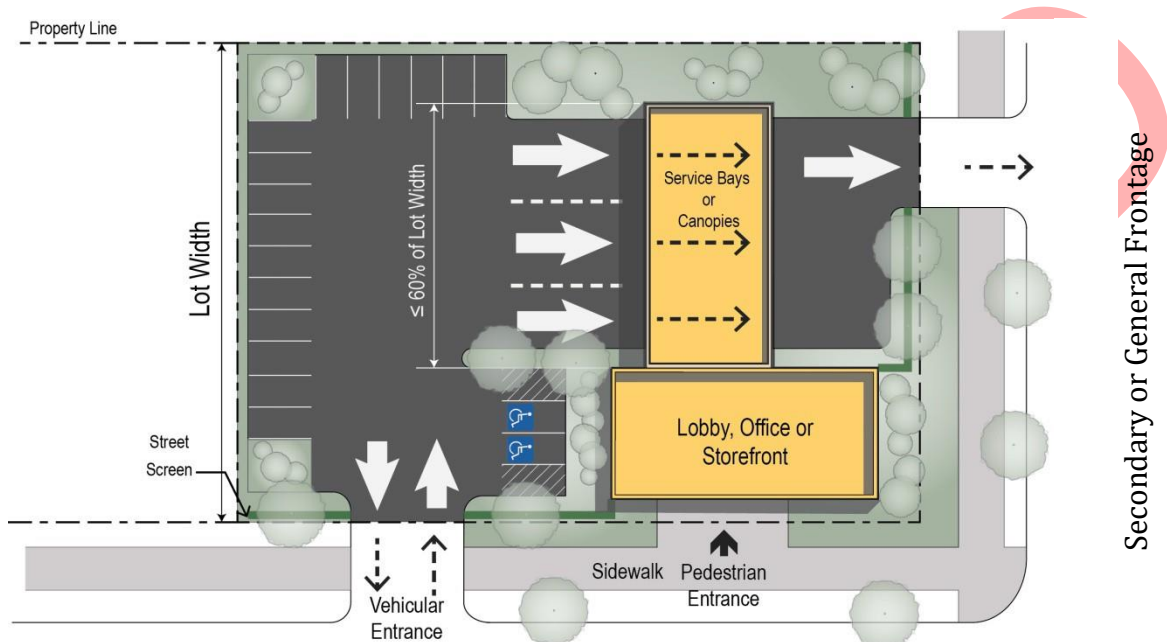 Property Line
Lot Width
≤ 60% of Lot Width
Service Bays
or
Canopies
Secondary or General Frontage
Street
Screen
Lobby, Office or
Storefront
Sidewalk
Pedestrian
Entrance
Vehicular
Entrance